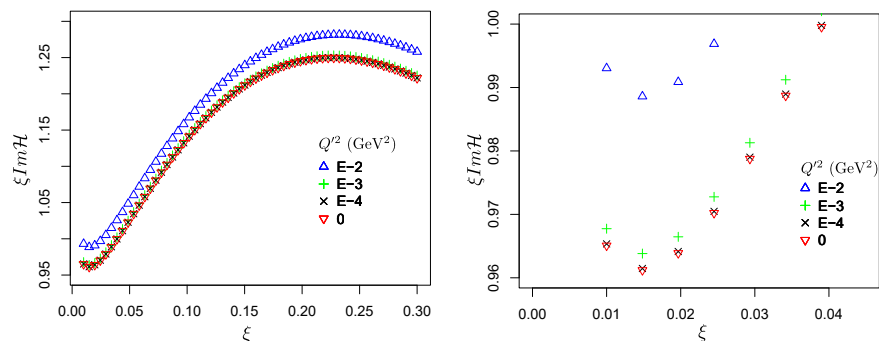 1.25
1.15
1.05
0.95
ξImH
0.00 0.05 0.10 0.15 0.20 0.25 0.30
ξ
Q′² (GeV²)
E−2
E−3
E−4
0
1.00
0.99
0.98
0.97
0.96
ξImH
0.00 0.01 0.02 0.03 0.04
ξ
Q′² (GeV²)
E−2
E−3
E−4
0